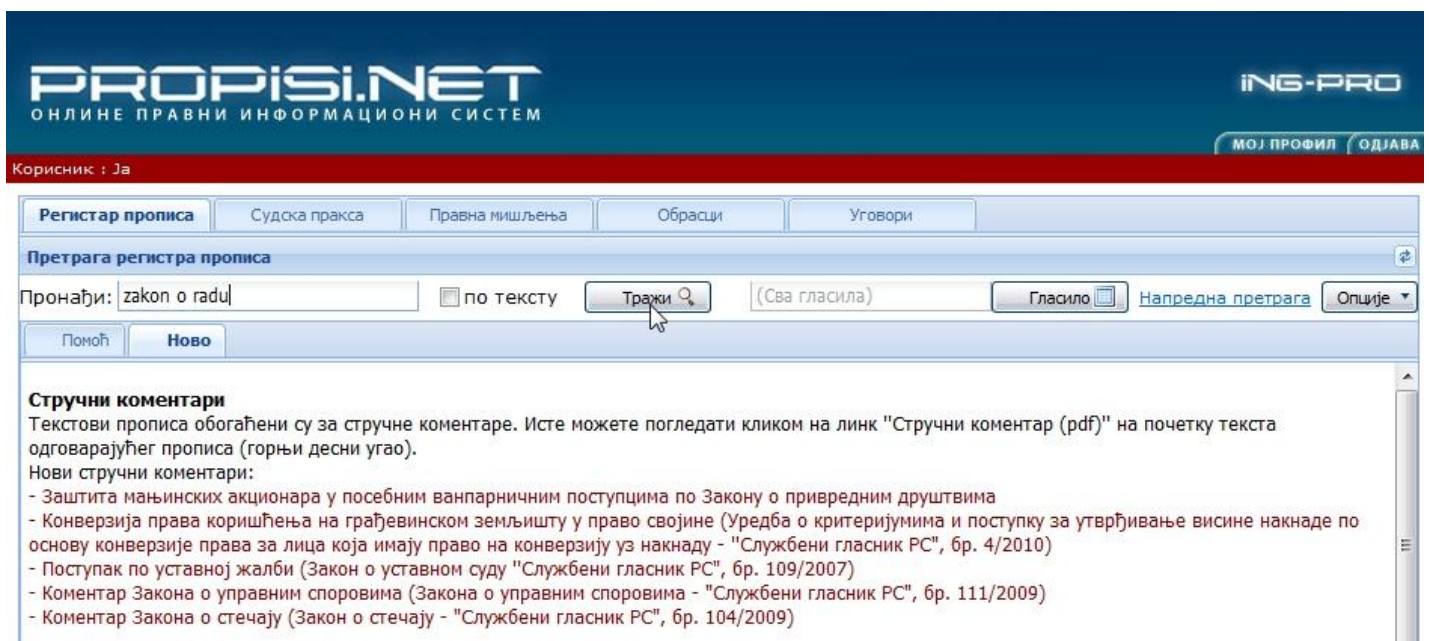 PROPISI.NET
ОНЛИНЕ ПРАВНИ ИНФОРМАЦИОНИ СИСТЕМ
iNG-PRO
МОЈ ПРОФИЛ ОДЈАВА
Корисник : Ја
Регистар прописа Судска пракса Правна мишљења Обрасци Уговори
Претрага регистра прописа
Пронађи: zakon o radu по тексту Тражи (Сва гласила) Гласило Напредна претрага Опције
Помоћ Ново
Стручни коментари
Текстови прописа обогаћени су за стручне коментаре. Исте можете погледати кликом на линк "Стручни коментар (pdf)" на почетку текста
одговарајућег прописа (горњи десни угао).
Нови стручни коментари:
- Заштита мањинских акционара у посебним ванпарничним поступцима по Закону о привредним друштвима
- Конверзија права коришћења на грађевинском земљишту у право својине (Уредба о критеријумима и поступку за утврђивање висине накнаде по
основу конверзије права за лица која имају право на конверзију уз накнаду - "Службени гласник РС", бр. 4/2010)
- Поступак по уставној жалби (Закон о уставном суду "Службени гласник РС", бр. 109/2007)
- Коментар Закона о управним споровима (Закона о управним споровима - "Службени гласник РС", бр. 111/2009)
- Коментар Закона о стечају (Закон о стечају - "Службени гласник РС", бр. 104/2009)